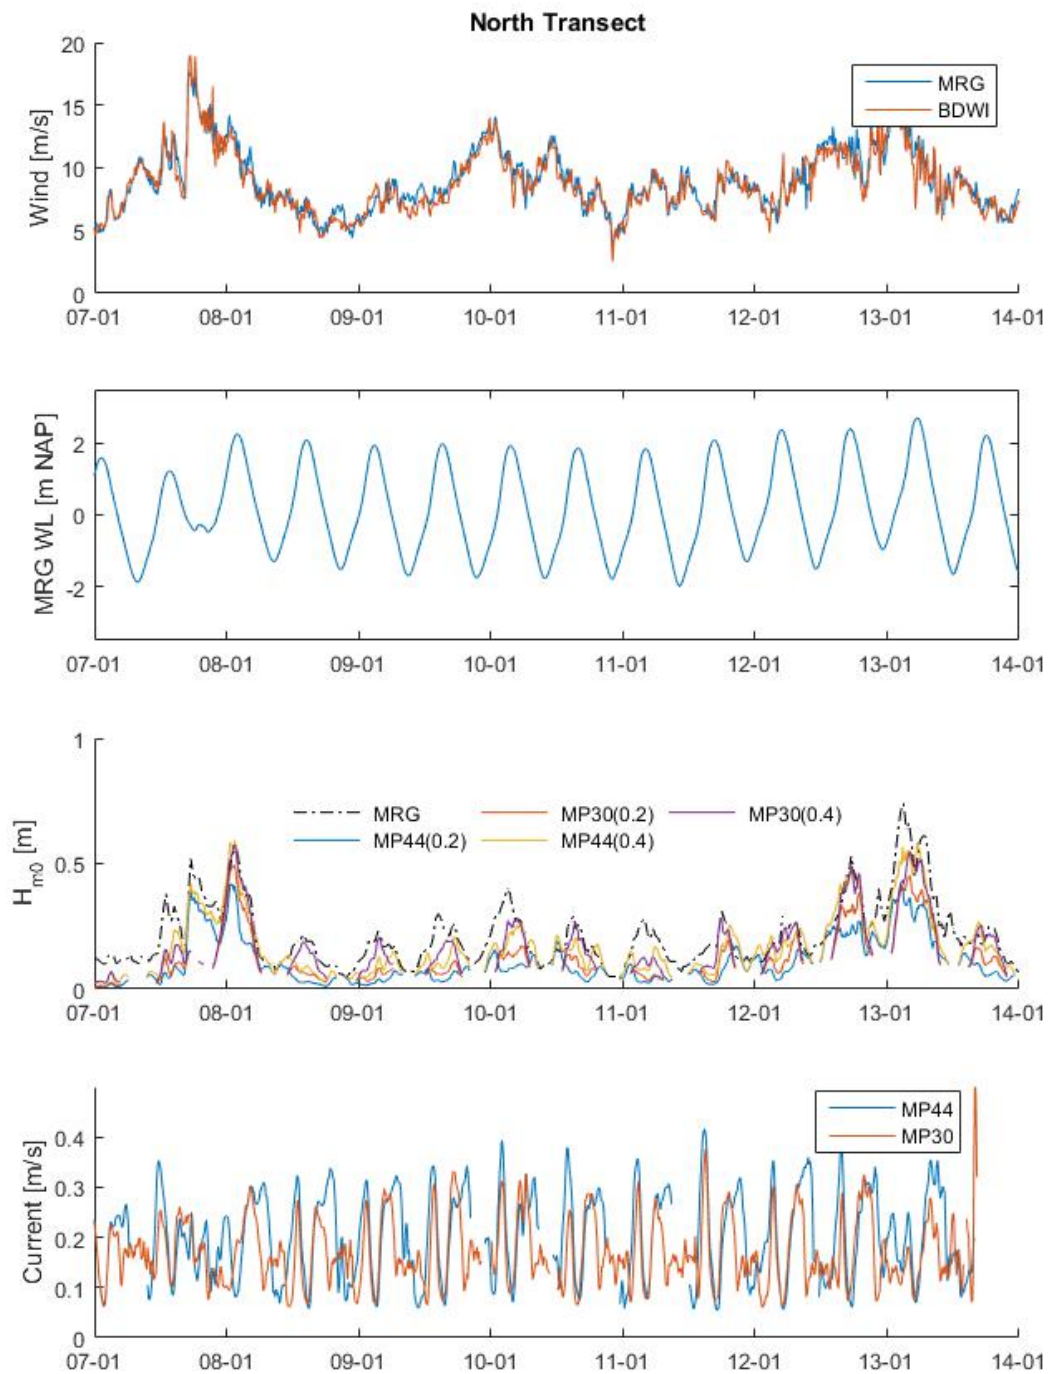 North Transect
Wind [m/s]
20
15
10
5
0
MRG
BDWI
07-01 08-01 09-01 10-01 11-01 12-01 13-01 14-01
MRG WL [m NAP]
2
0
-2
07-01 08-01 09-01 10-01 11-01 12-01 13-01 14-01
Hm0 [m]
1
0.5
0
MRG MP30(0.2) MP30(0.4)
MP44(0.2) MP44(0.4)
07-01 08-01 09-01 10-01 11-01 12-01 13-01 14-01
Current [m/s]
0.4
0.3
0.2
0.1
0
MP44
MP30
07-01 08-01 09-01 10-01 11-01 12-01 13-01 14-01